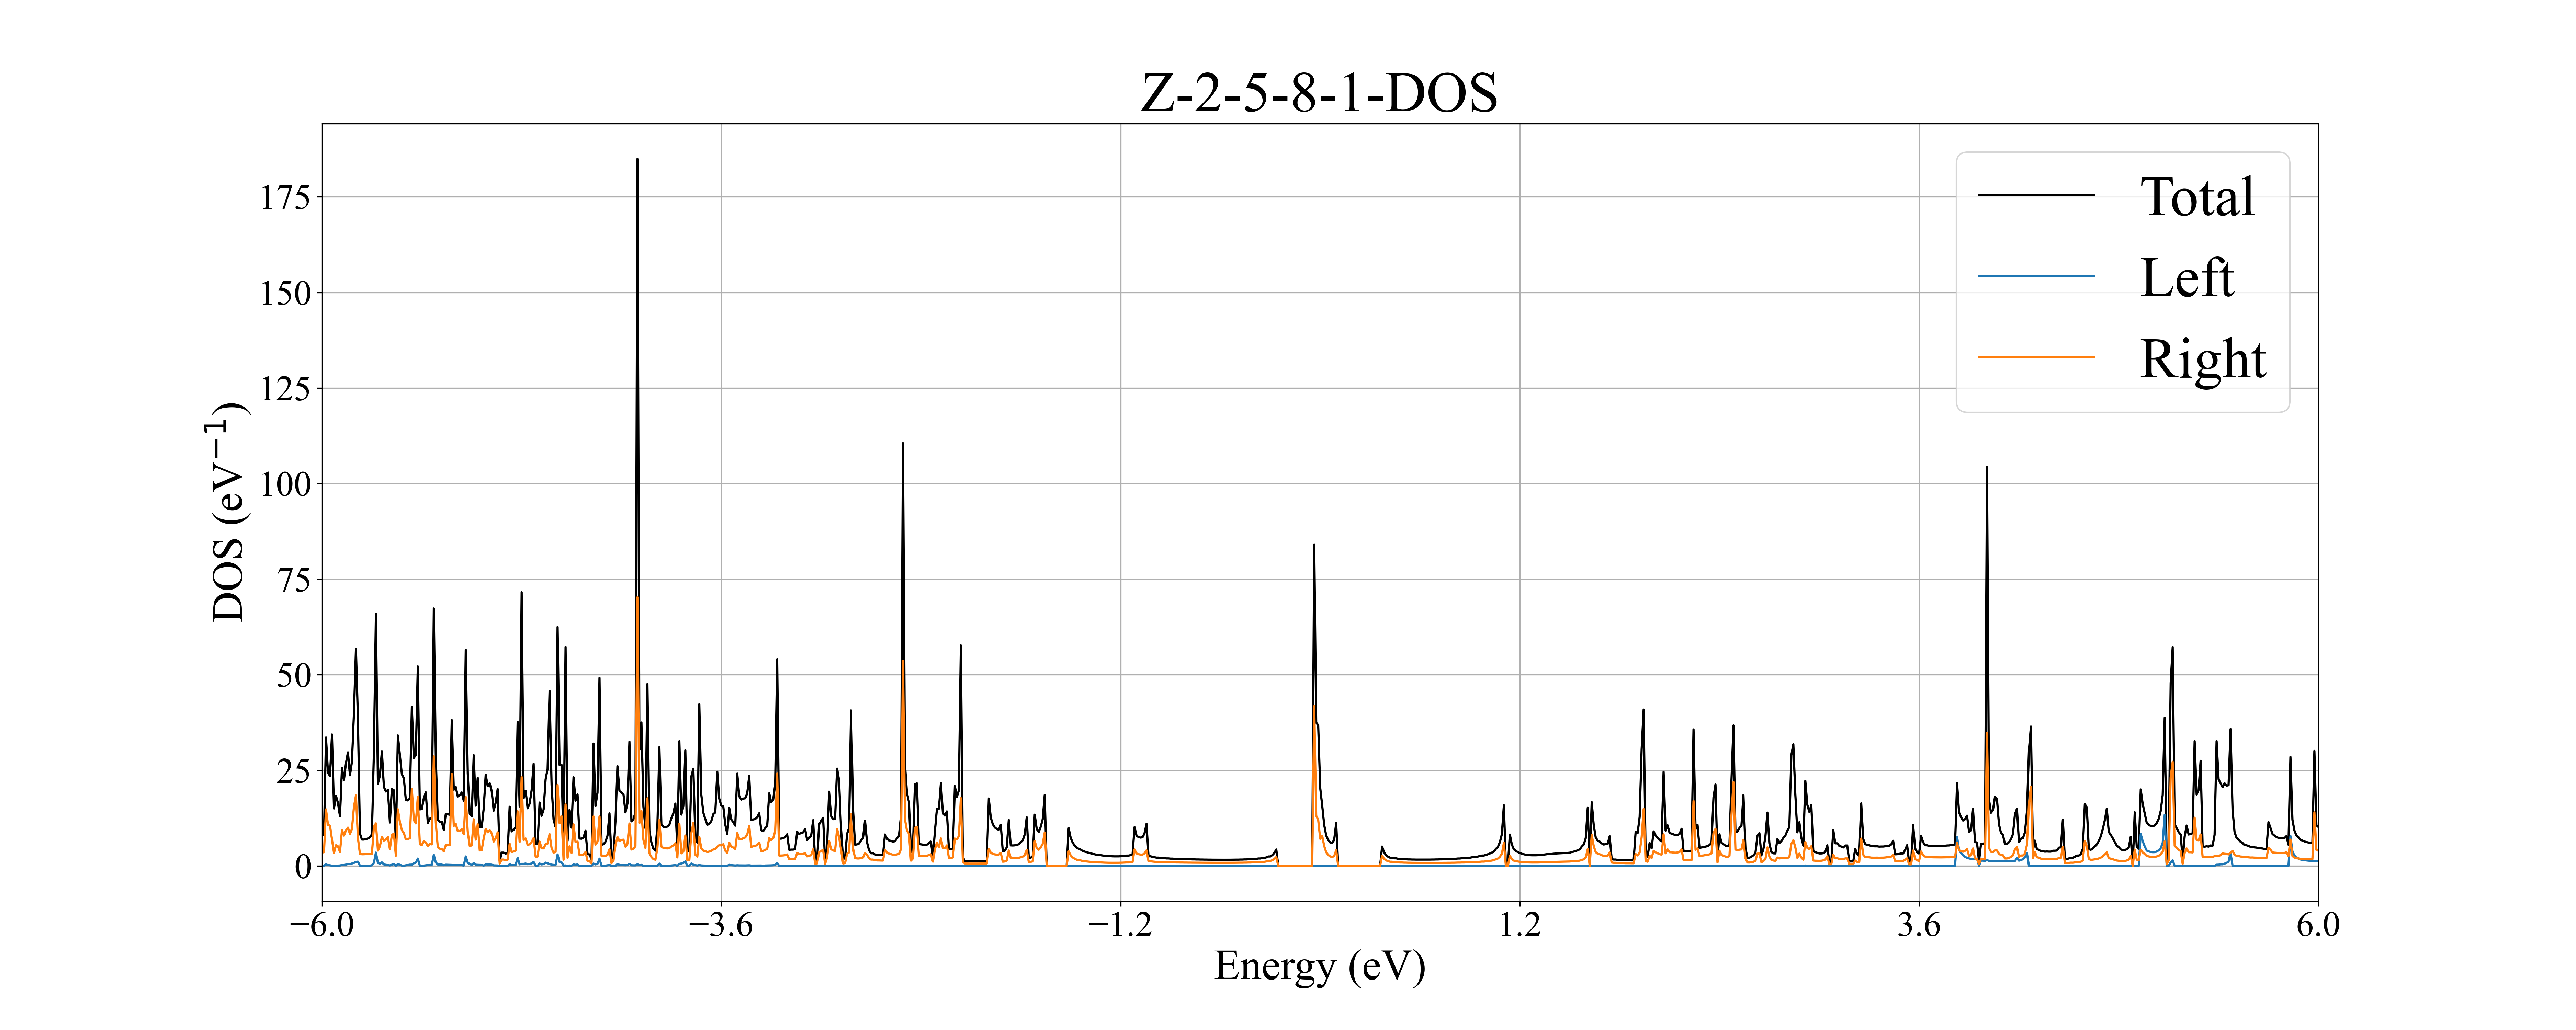 Z-2-5-8-1-DOS
Total
Left
Right
DOS (eV⁻¹)
175
150
125
100
75
50
25
0
−6.0 −3.6 −1.2 1.2 3.6 6.0
Energy (eV)